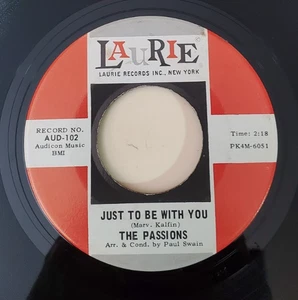 LAURIE
LAURIE RECORDS INC., NEW YORK
RECORD NO.
AUD-102
Audicon Music
BMI
Time: 2:18
PK4M-6051
JUST TO BE WITH YOU
(Marv. Kalfin)
THE PASSIONS
Arr. & Cond. by Paul Swain